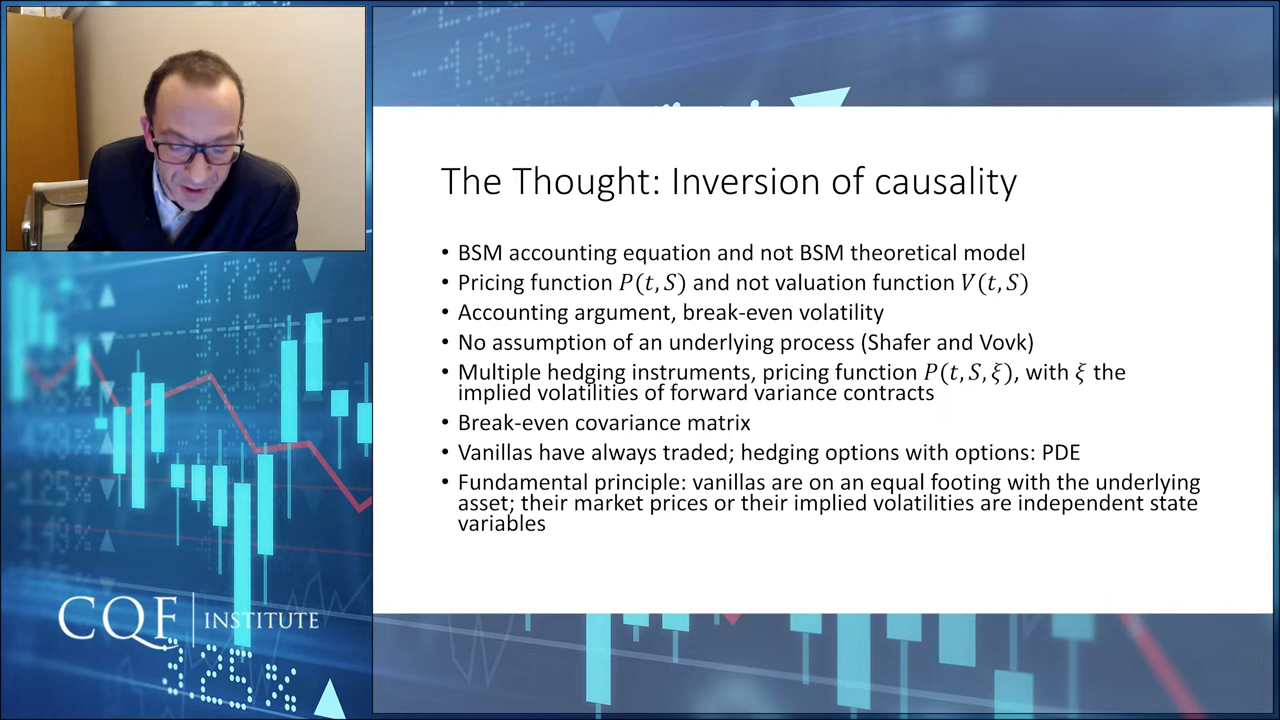 -4.65%
The Thought: Inversion of causality
• BSM accounting equation and not BSM theoretical model
• Pricing function P(t, S) and not valuation function V(t, S)
• Accounting argument, break-even volatility
• No assumption of an underlying process (Shafer and Vovk)
• Multiple hedging instruments, pricing function P(t, S, ξ), with ξ the
implied volatilities of forward variance contracts
• Break-even covariance matrix
• Vanillas have always traded; hedging options with options: PDE
• Fundamental principle: vanillas are on an equal footing with the underlying
asset; their market prices or their implied volatilities are independent state
variables
-1.72%
CQF INSTITUTE